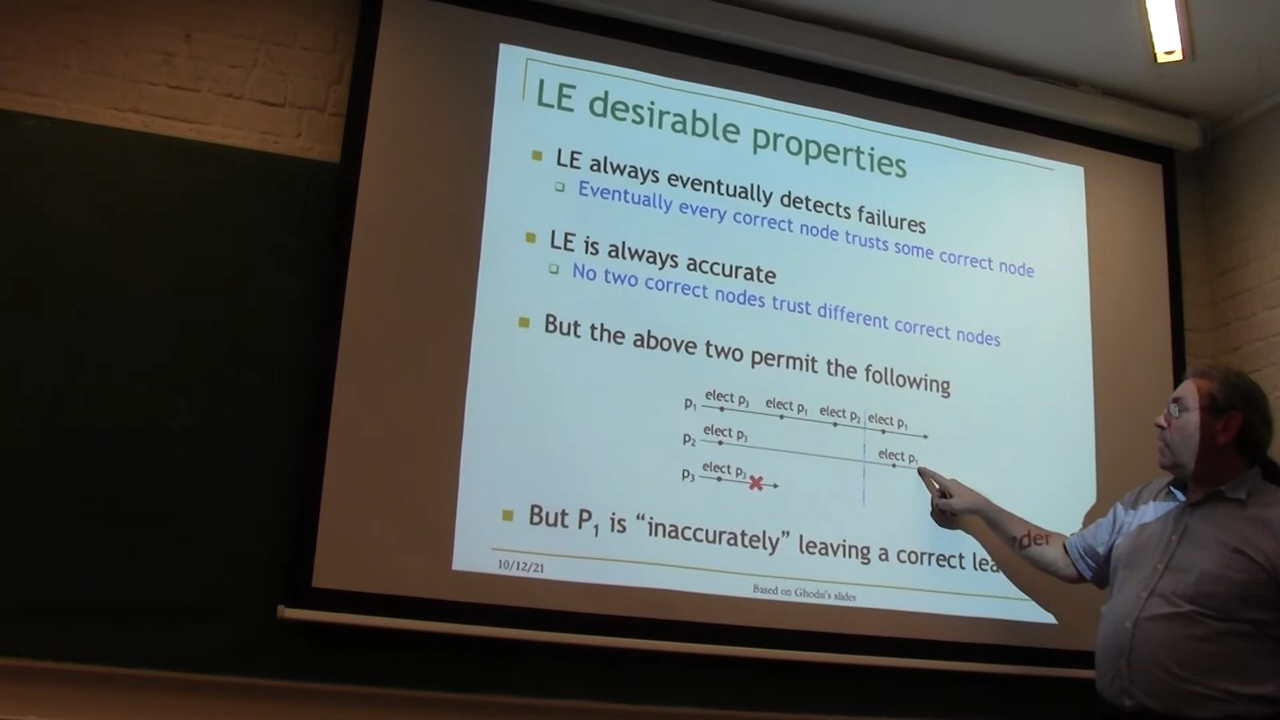 LE desirable properties
LE always eventually detects failures
Eventually every correct node trusts some correct node
LE is always accurate
No two correct nodes trust different correct nodes
But the above two permit the following
p₁ elect p₃ elect p₁ elect p₂ elect p₁
p₂ elect p₃ elect p₁
p₃ elect p₃
But P₁ is “inaccurately” leaving a correct leader
10/12/21
Based on Ghodsi's slides